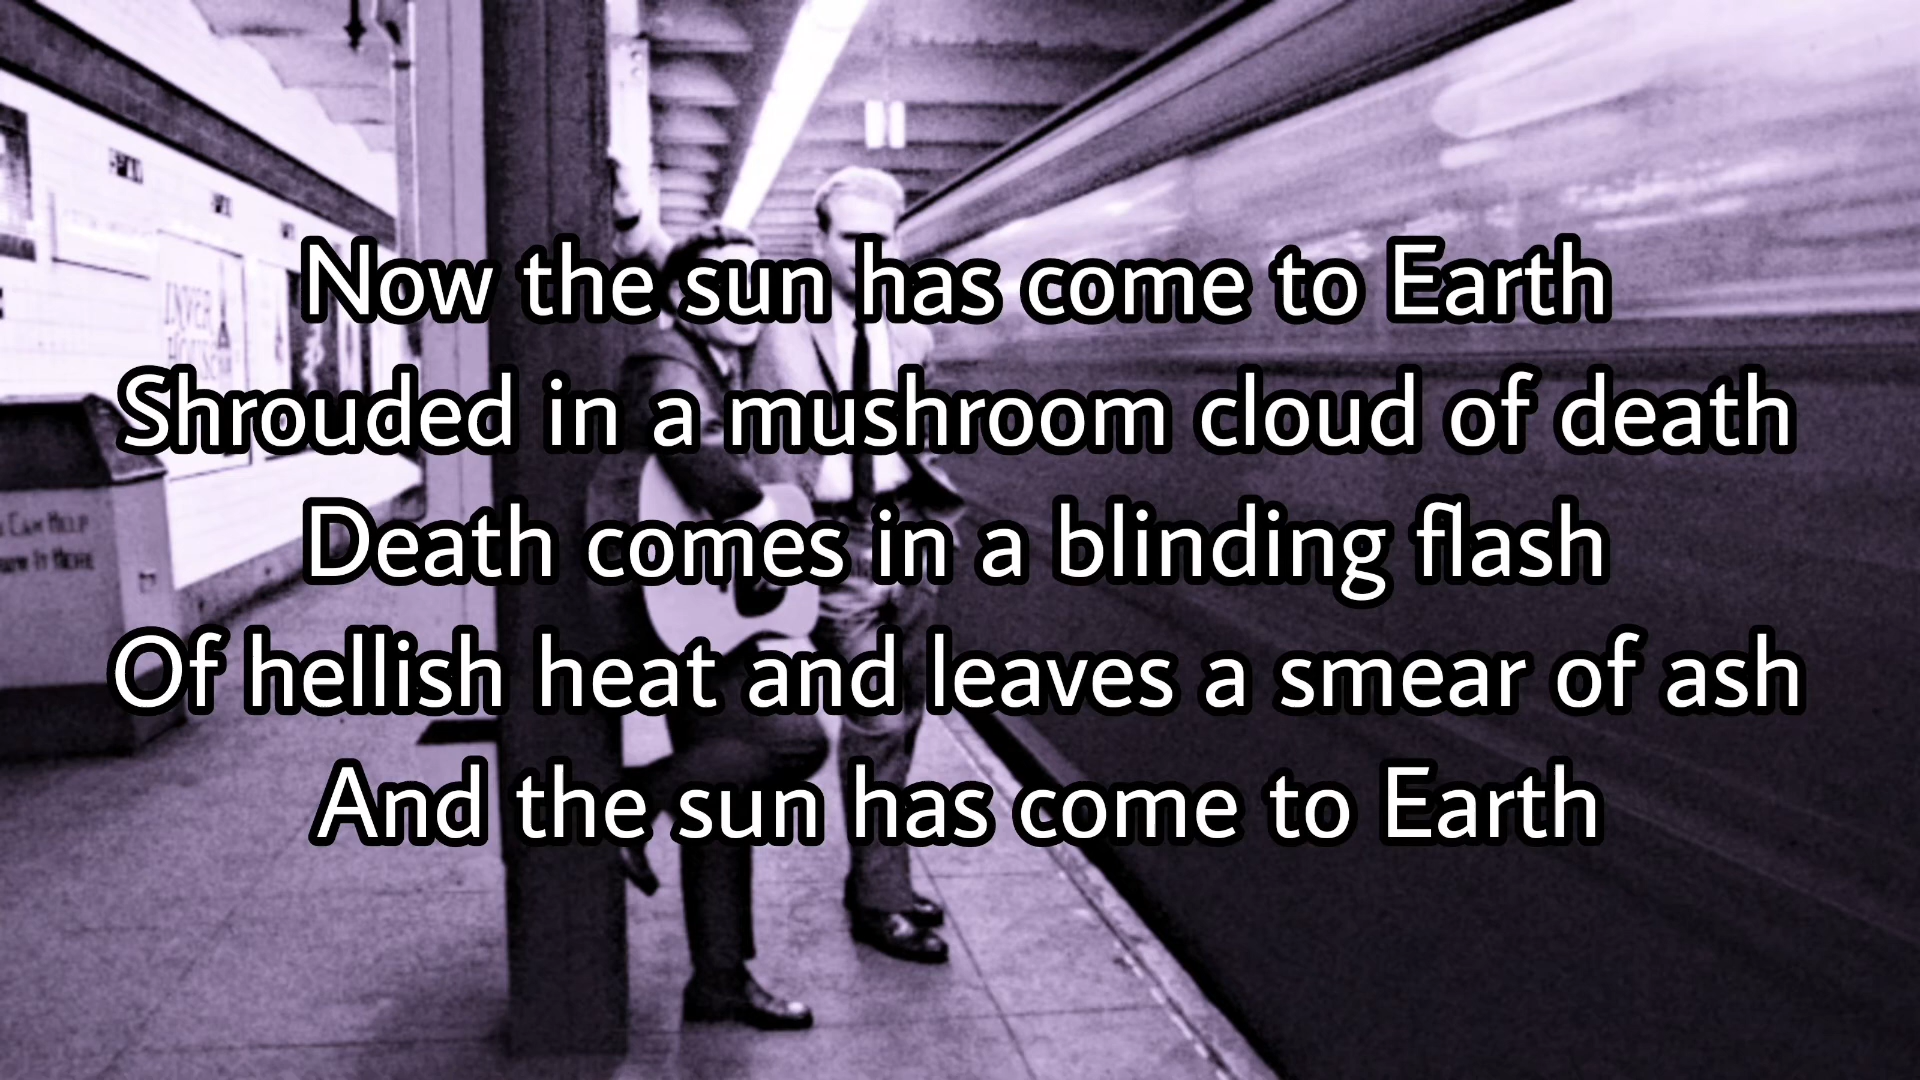 Now the sun has come to Earth
Shrouded in a mushroom cloud of death
Death comes in a blinding flash
Of hellish heat and leaves a smear of ash
And the sun has come to Earth